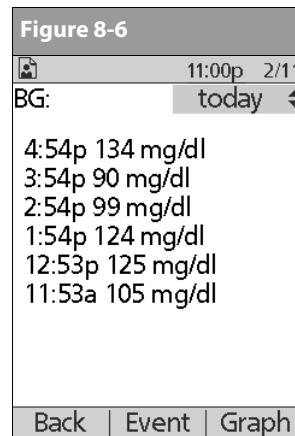 Figure 8-6
11:00p 2/11
BG: today
4:54p 134 mg/dl
3:54p 90 mg/dl
2:54p 99 mg/dl
1:54p 124 mg/dl
12:53p 125 mg/dl
11:53a 105 mg/dl
Back | Event | Graph